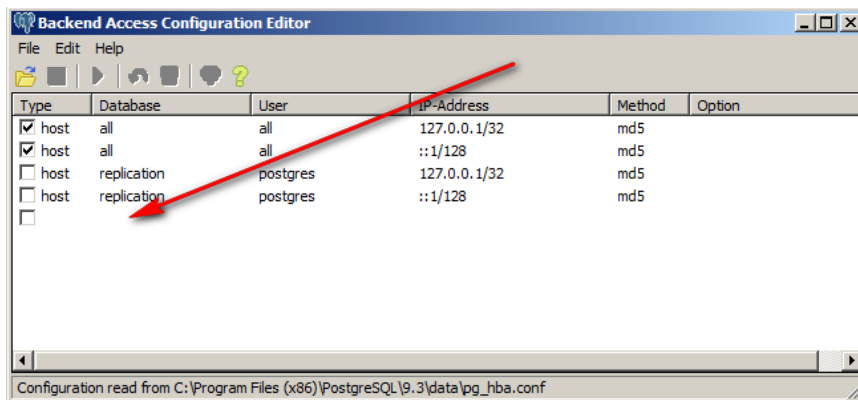 Backend Access Configuration Editor
File Edit Help
Type Database User IP-Address Method Option
host all all 127.0.0.1/32 md5
host all all ::1/128 md5
host replication postgres 127.0.0.1/32 md5
host replication postgres ::1/128 md5
Configuration read from C:\Program Files (x86)\PostgreSQL\9.3\data\pg_hba.conf